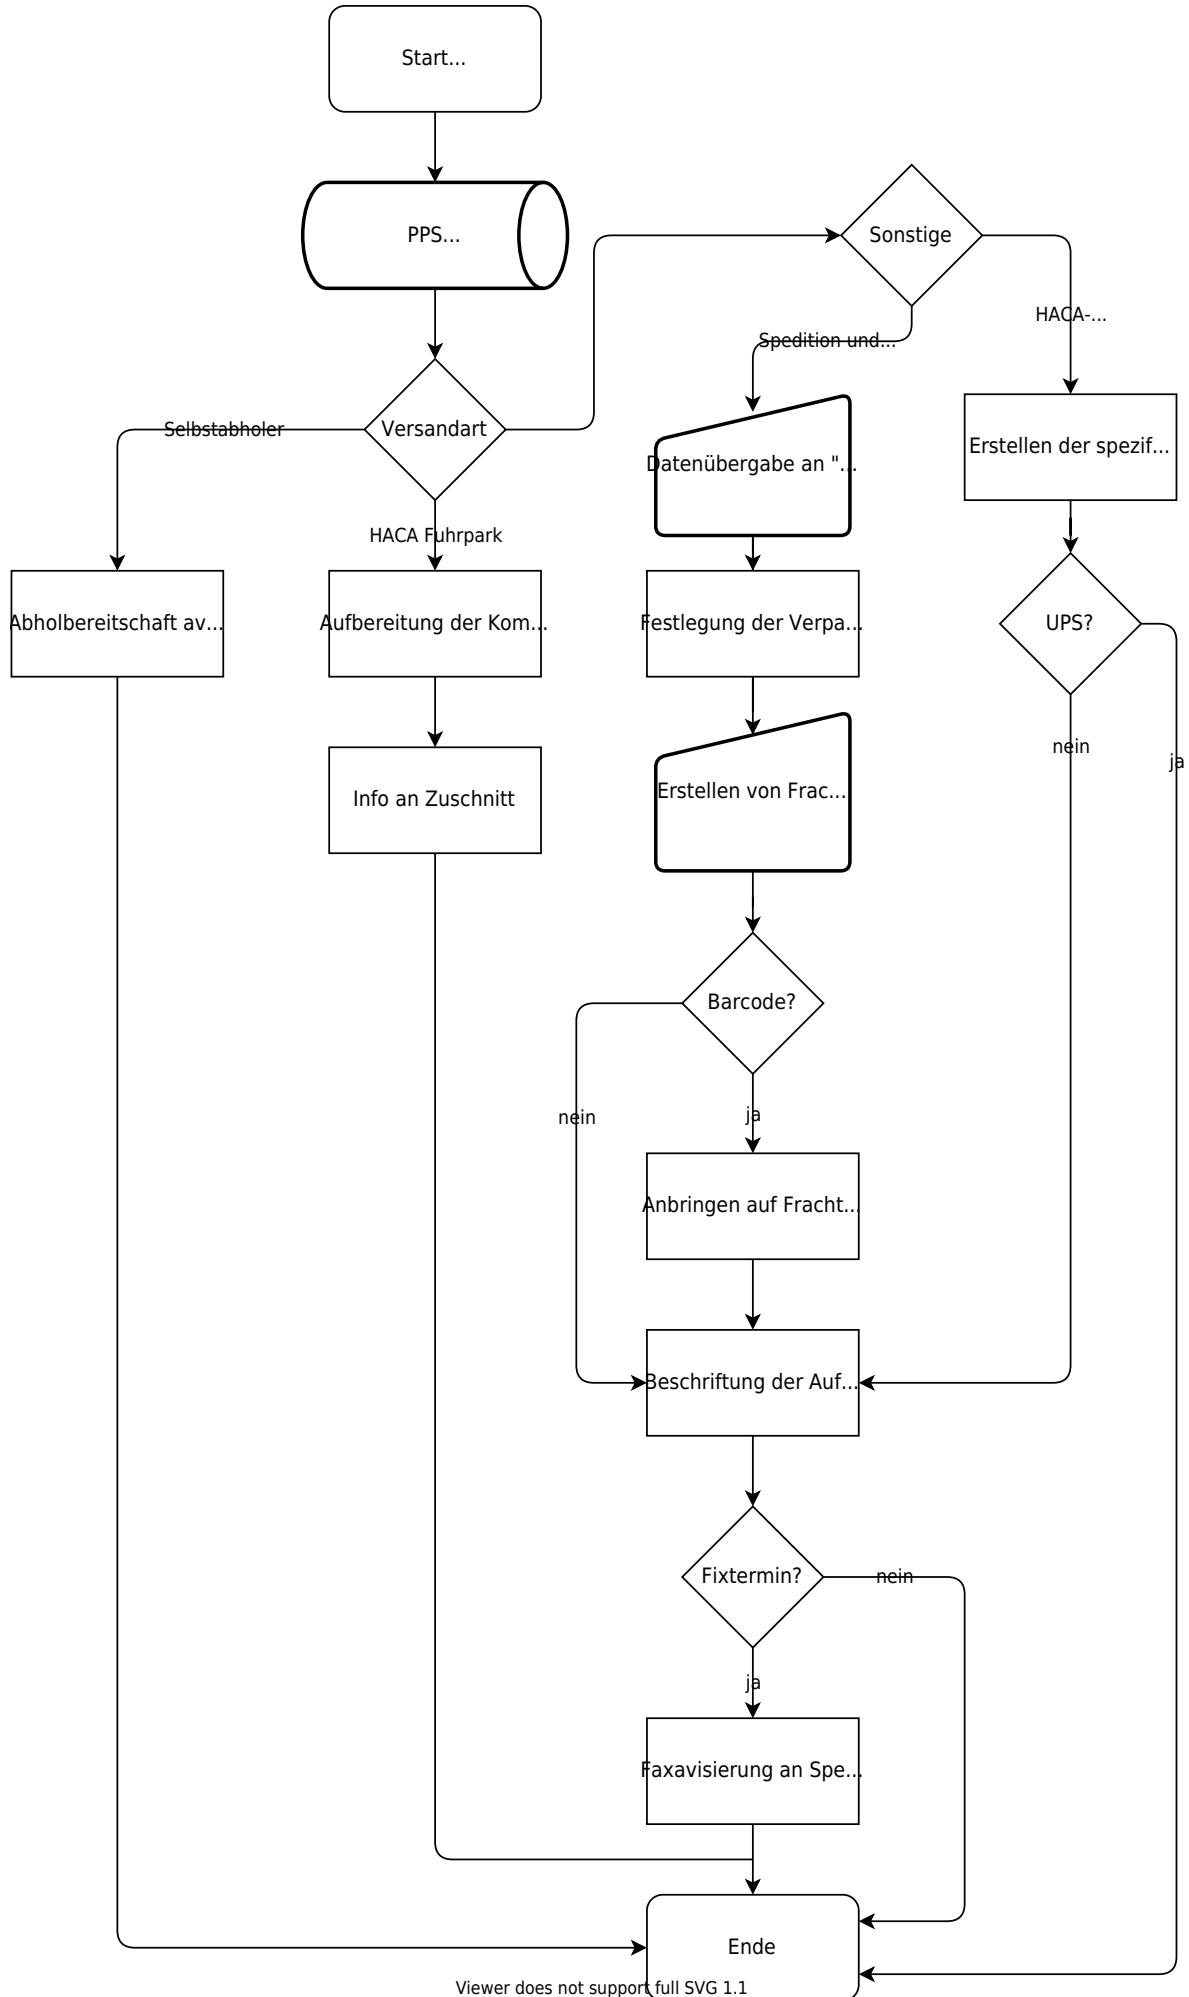 Start...
PPS...
Sonstige
HACA-...
Spedition und...
Selbstabholer
Versandart
Erstellen der spezif...
Datenübergabe an "...
HACA Fuhrpark
Abholbereitschaft av...
Aufbereitung der Kom...
Festlegung der Verpa...
UPS?
nein
ja
Info an Zuschnitt
Erstellen von Frac...
Barcode?
nein
ja
Anbringen auf Fracht...
Beschriftung der Auf...
Fixtermin?
nein
ja
Faxavisierung an Spe...
Ende
Viewer does not support full SVG 1.1